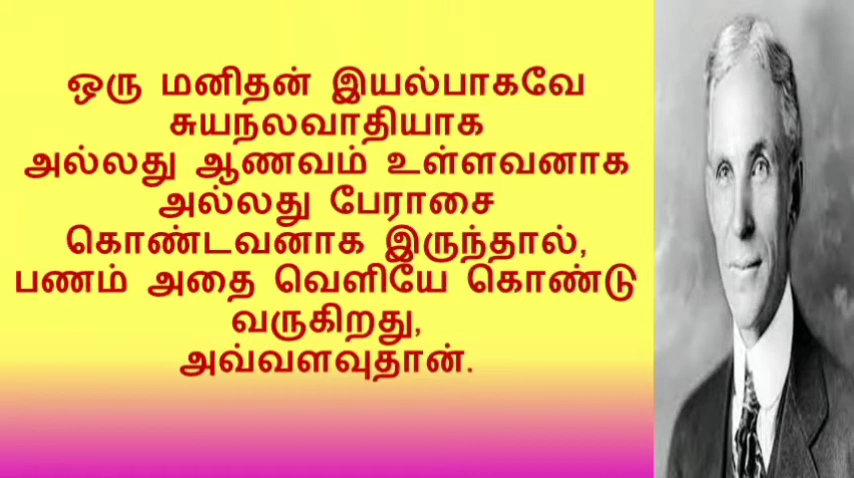 ஒரு மனிதன் இயல்பாகவே
சுயநலவாதியாக
அல்லது ஆணவம் உள்ளவனாக
அல்லது பேராசை
கொண்டவனாக இருந்தால்,
பணம் அதை வெளியே கொண்டு
வருகிறது,
அவ்வளவுதான்.